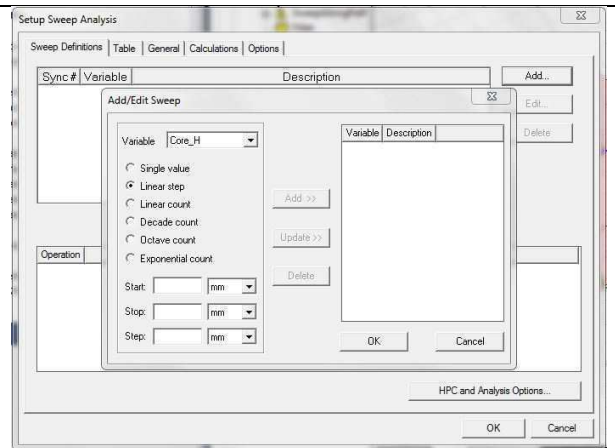 Setup Sweep Analysis
Sweep Definitions Table General Calculations Options
Sync # Variable Description
Add...
Edit...
Delete
Add/Edit Sweep
Variable Core_H
Single value
Linear step
Linear count
Decade count
Octave count
Exponential count
Start: mm
Stop: mm
Step: mm
Add >>
Update >>
Delete
Variable Description
OK Cancel
Operation
HPC and Analysis Options...
OK Cancel